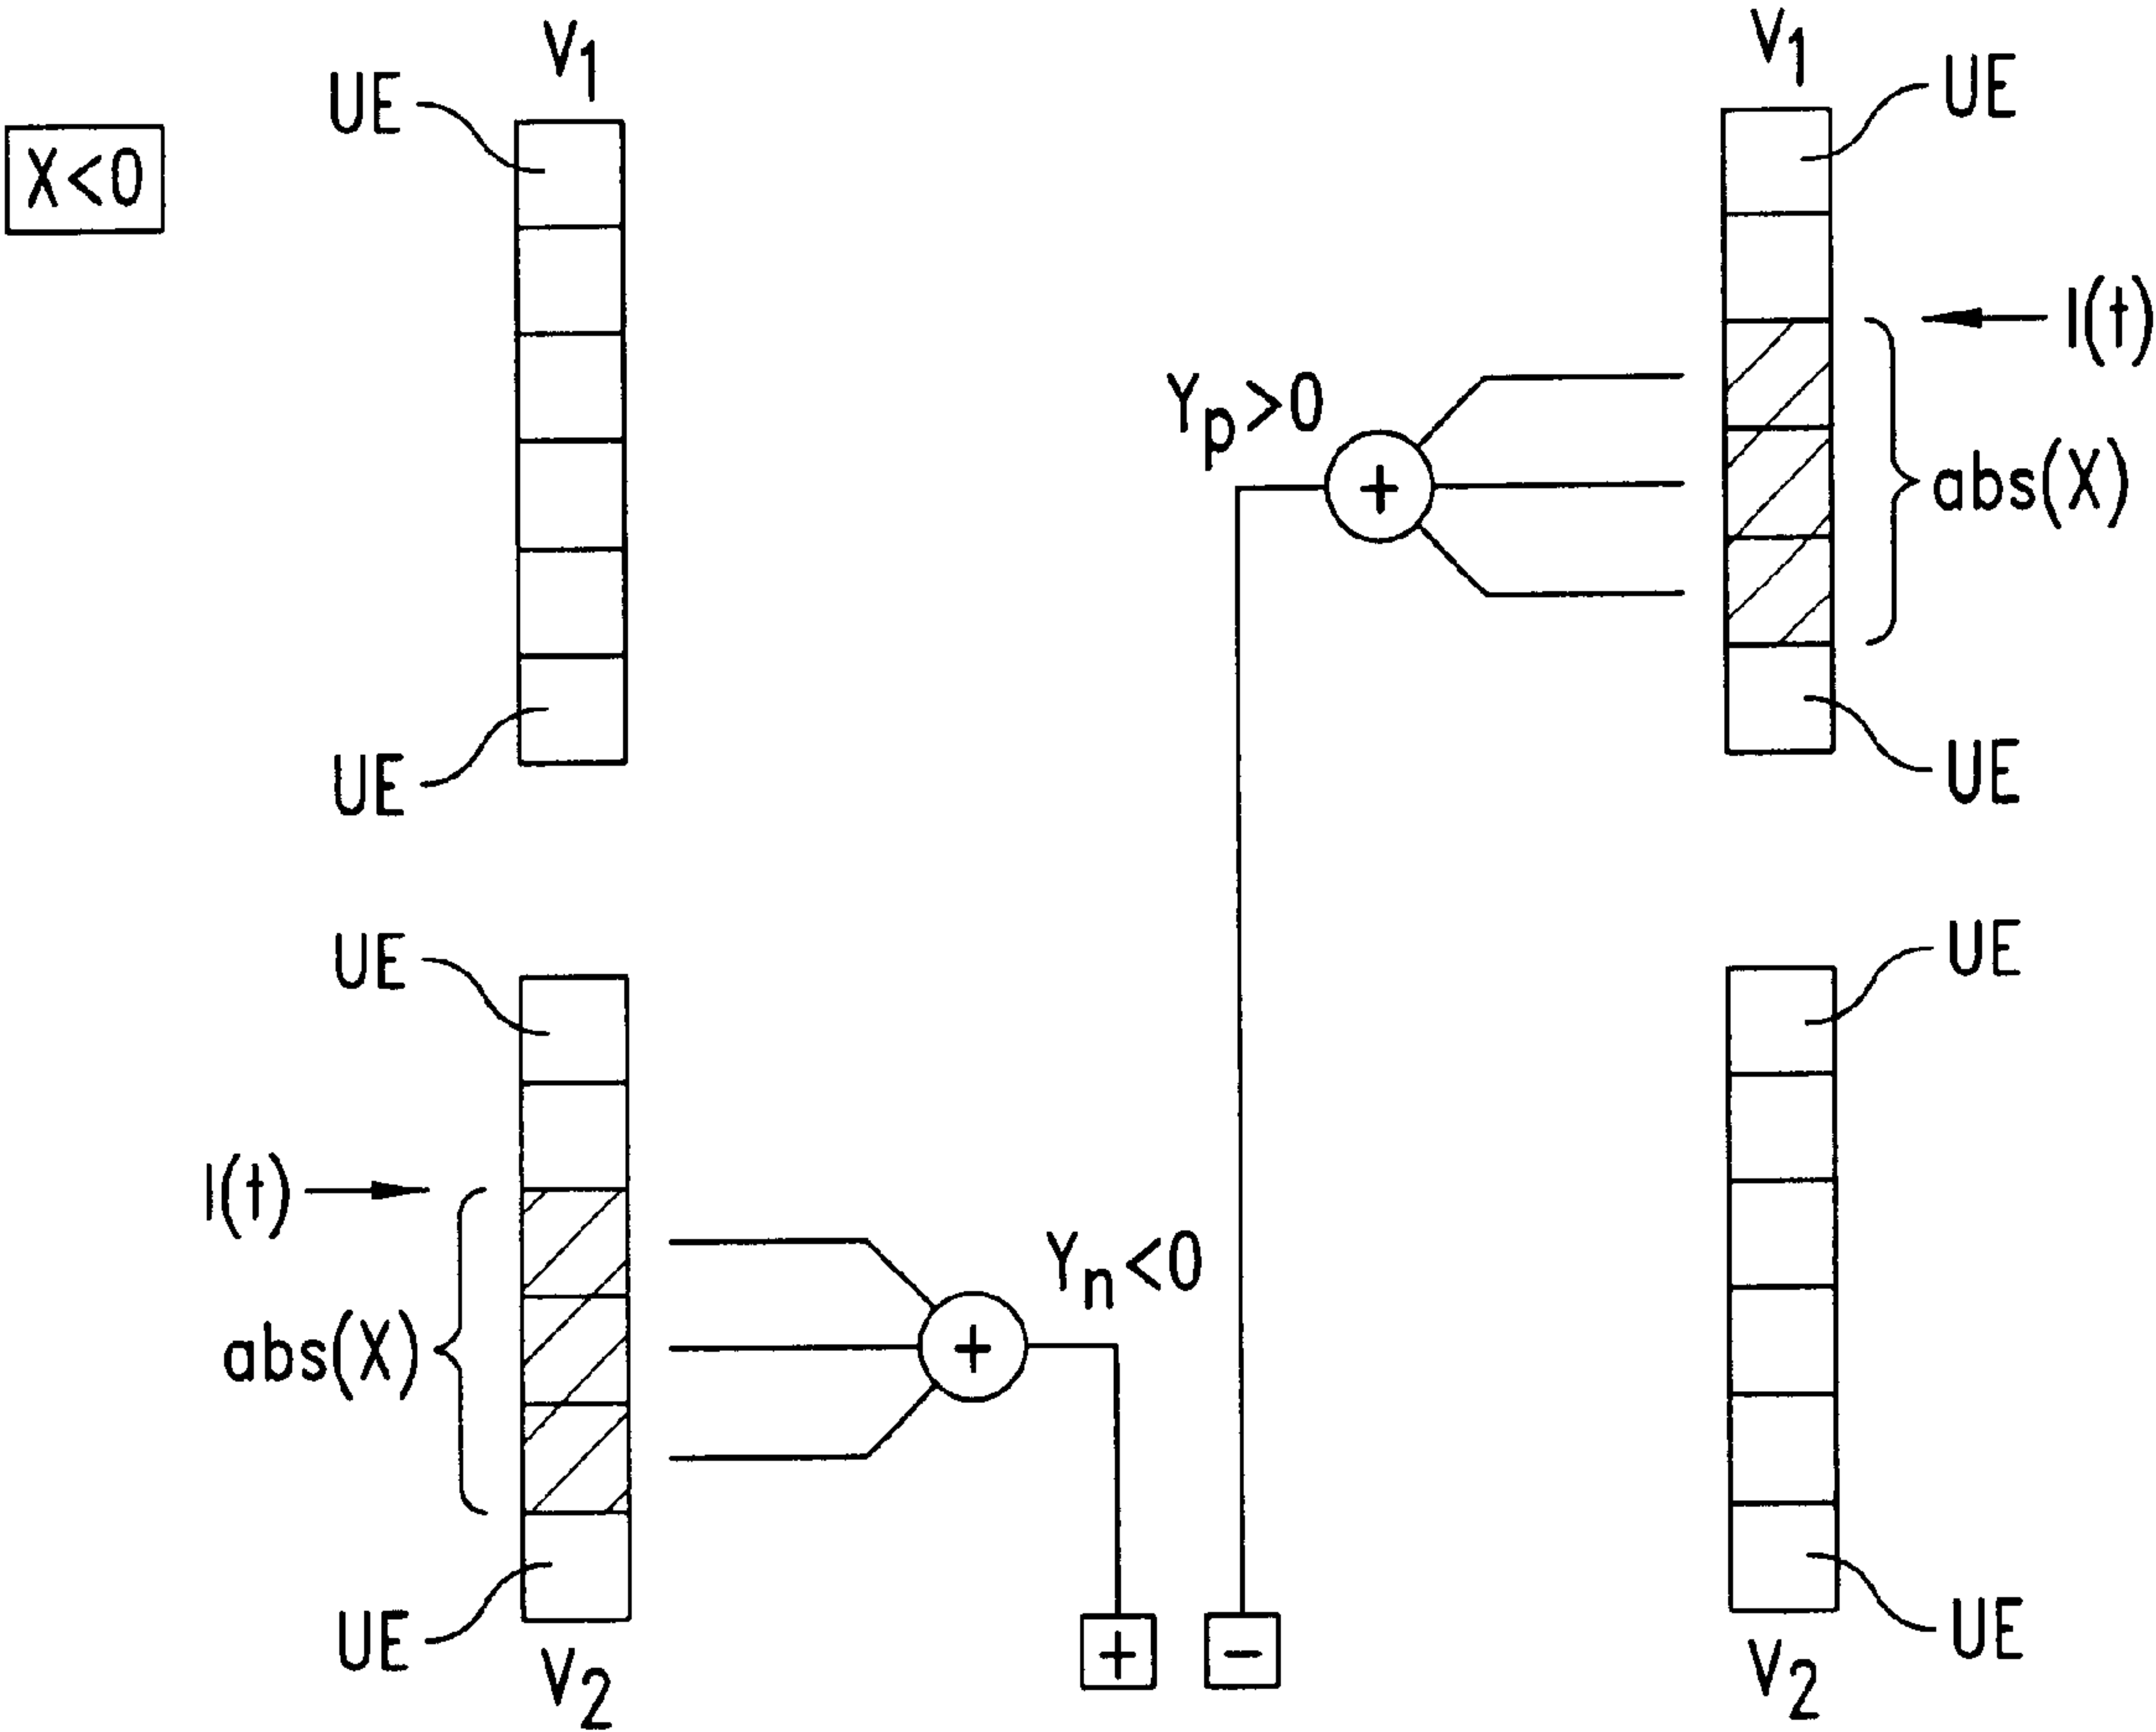 V1
V1
UE
UE
X<0
I(t)
Yp>0
+
abs(X)
UE
UE
UE
UE
I(t)
Yn<0
abs(X)
+
UE
UE
+
−
V2
V2